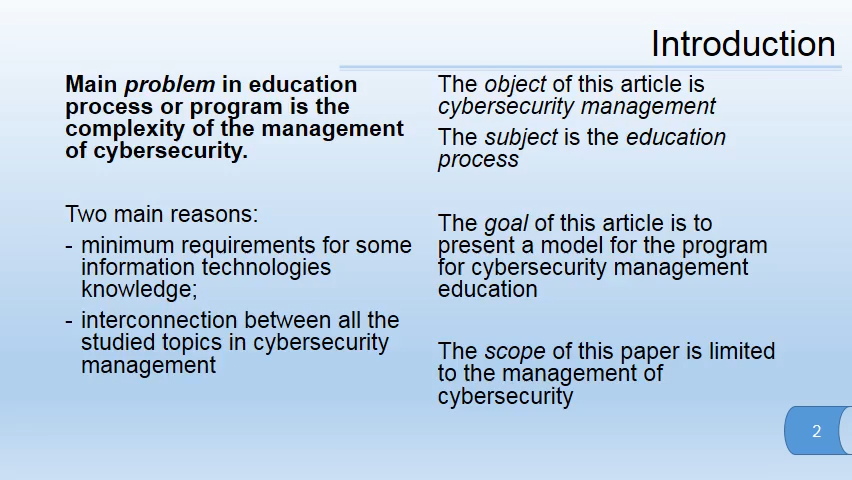 Introduction
Main problem in education
process or program is the
complexity of the management
of cybersecurity.
Two main reasons:
- minimum requirements for some
information technologies
knowledge;
- interconnection between all the
studied topics in cybersecurity
management
The object of this article is
cybersecurity management
The subject is the education
process
The goal of this article is to
present a model for the program
for cybersecurity management
education
The scope of this paper is limited
to the management of
cybersecurity
2